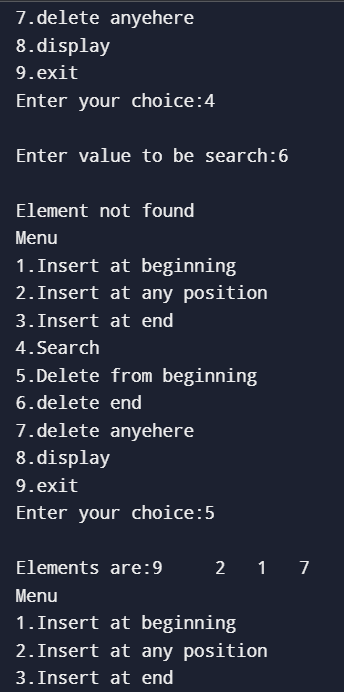 7.delete anyehere
8.display
9.exit
Enter your choice:4
Enter value to be search:6
Element not found
Menu
1.Insert at beginning
2.Insert at any position
3.Insert at end
4.Search
5.Delete from beginning
6.delete end
7.delete anyehere
8.display
9.exit
Enter your choice:5
Elements are:9     2   1   7
Menu
1.Insert at beginning
2.Insert at any position
3.Insert at end